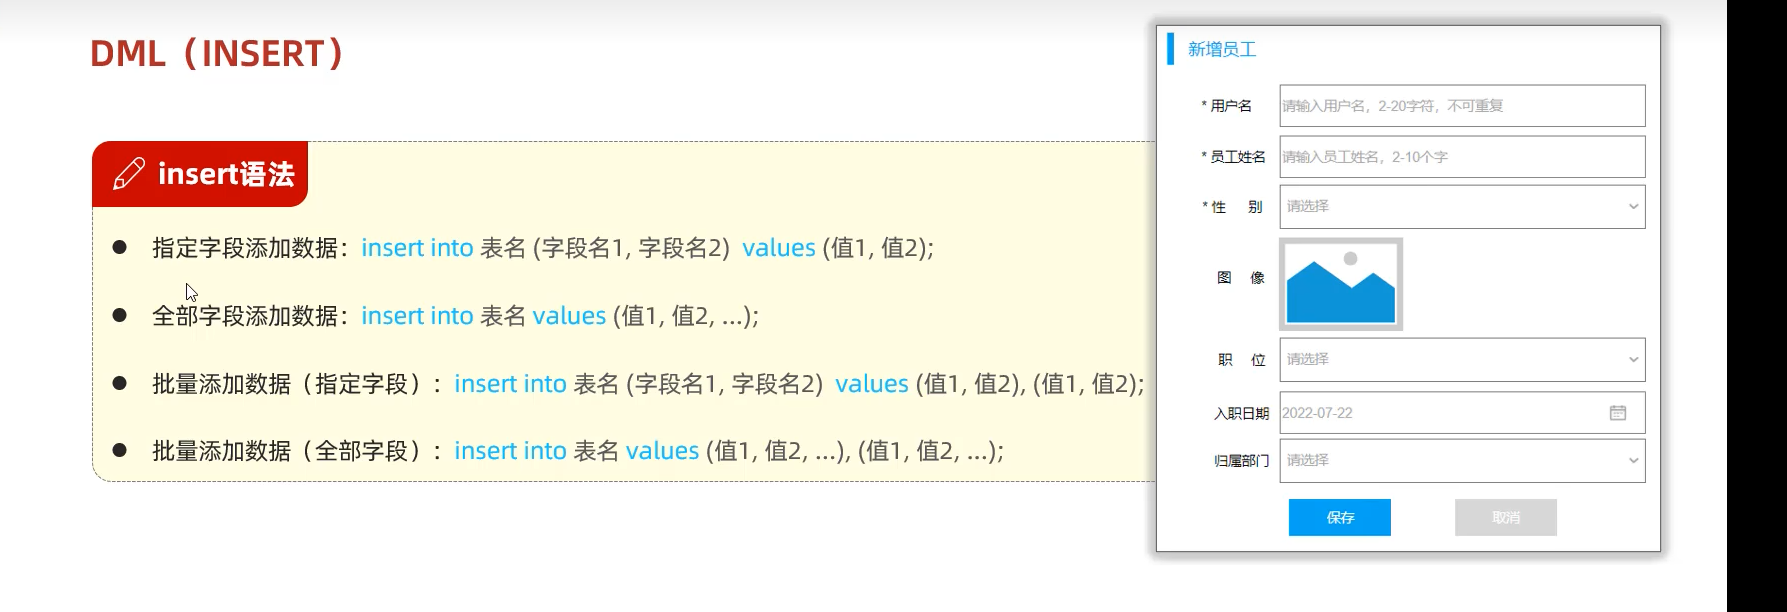 DML（INSERT）
insert语法
指定字段添加数据：insert into 表名 (字段名1, 字段名2) values (值1, 值2);
全部字段添加数据：insert into 表名 values (值1, 值2, ...);
批量添加数据（指定字段）：insert into 表名 (字段名1, 字段名2) values (值1, 值2), (值1, 值2);
批量添加数据（全部字段）：insert into 表名 values (值1, 值2, ...), (值1, 值2, ...);
新增员工
* 用户名 请输入用户名，2-20字符，不可重复
* 员工姓名 请输入员工姓名，2-10个字
* 性 别 请选择
图 像
职 位 请选择
入职日期 2022-07-22
归属部门 请选择
保存 取消